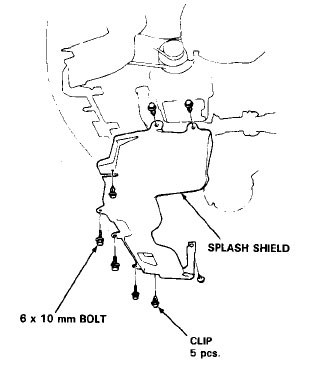 SPLASH SHIELD
6 x 10 mm BOLT
CLIP
5 pcs.